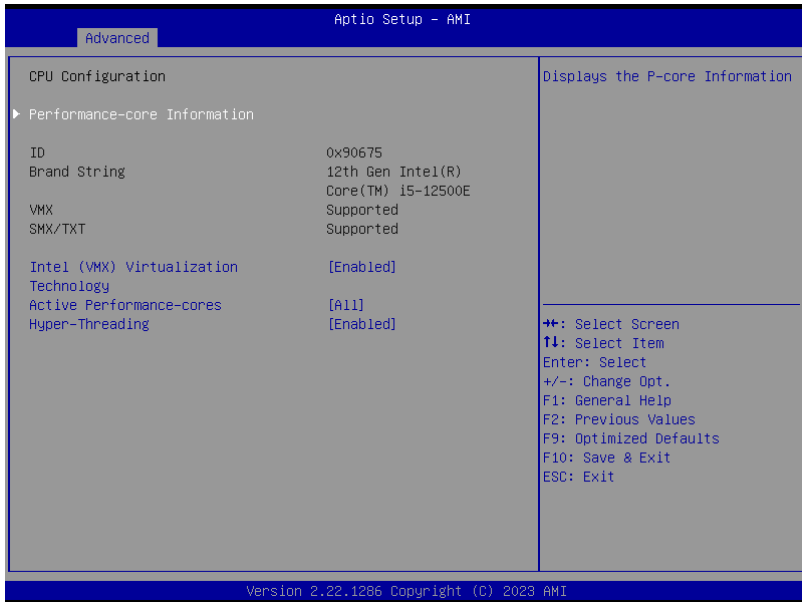 Aptio Setup – AMI
Advanced
CPU Configuration
Performance-core Information
ID 0x90675
Brand String 12th Gen Intel(R)
Core(TM) i5-12500E
VMX Supported
SMX/TXT Supported
Intel (VMX) Virtualization [Enabled]
Technology
Active Performance-cores [All]
Hyper-Threading [Enabled]
Displays the P-core Information
→←: Select Screen
↑↓: Select Item
Enter: Select
+/-: Change Opt.
F1: General Help
F2: Previous Values
F9: Optimized Defaults
F10: Save & Exit
ESC: Exit
Version 2.22.1286 Copyright (C) 2023 AMI